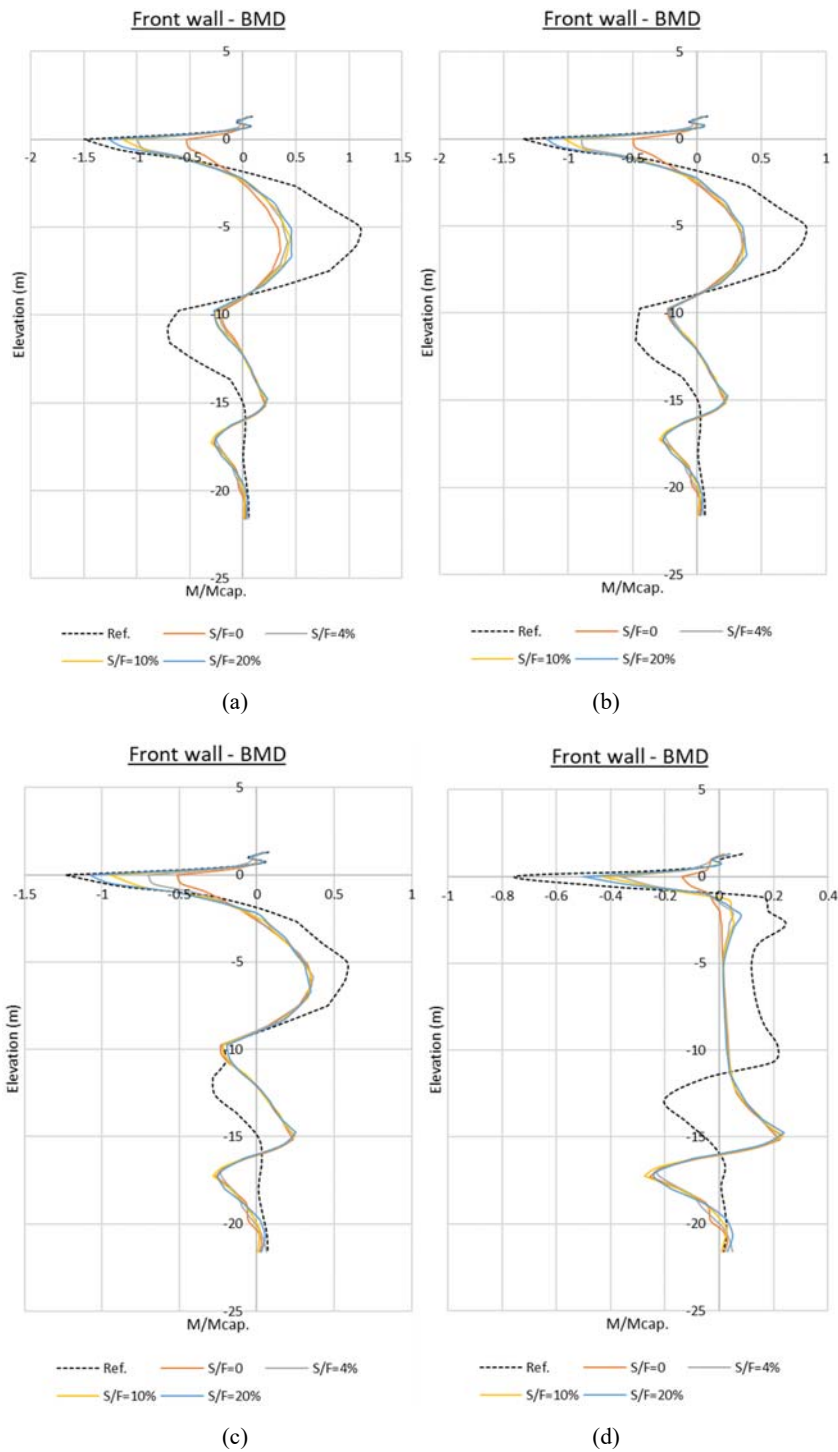 Front wall - BMD
5
0
-2 -1.5 -1 -0.5 0 0.5 1 1.5
-5
-10
-15
-20
-25
Elevation (m)
M/Mcap.
Ref. S/F=0 S/F=4%
S/F=10% S/F=20%
(a)
Front wall - BMD
5
0
-1.5 -1 -0.5 0 0.5 1
-5
-10
-15
-20
-25
Elevation (m)
M/Mcap.
Ref. S/F=0 S/F=4%
S/F=10% S/F=20%
(b)
Front wall - BMD
5
0
-1.5 -1 -0.5 0 0.5 1
-5
-10
-15
-20
-25
Elevation (m)
M/Mcap.
Ref. S/F=0 S/F=4%
S/F=10% S/F=20%
(c)
Front wall - BMD
5
0
-1 -0.8 -0.6 -0.4 -0.2 0 0.2 0.4
-5
-10
-15
-20
-25
Elevation (m)
M/Mcap.
Ref. S/F=0 S/F=4%
S/F=10% S/F=20%
(d)